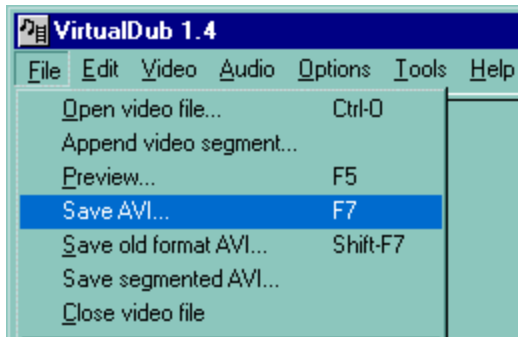 VirtualDub 1.4
File Edit Video Audio Options Tools Help
Open video file... Ctrl-O
Append video segment...
Preview... F5
Save AVI... F7
Save old format AVI... Shift-F7
Save segmented AVI...
Close video file